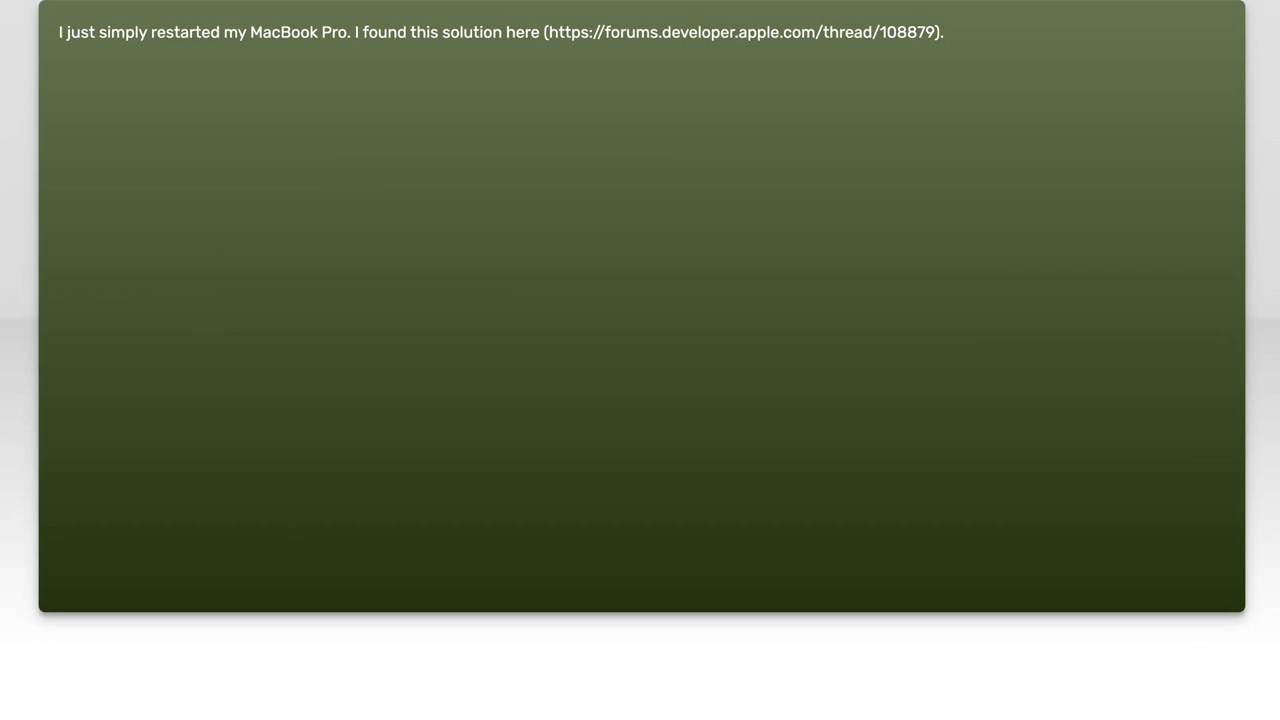 I just simply restarted my MacBook Pro. I found this solution here (https://forums.developer.apple.com/thread/108879).